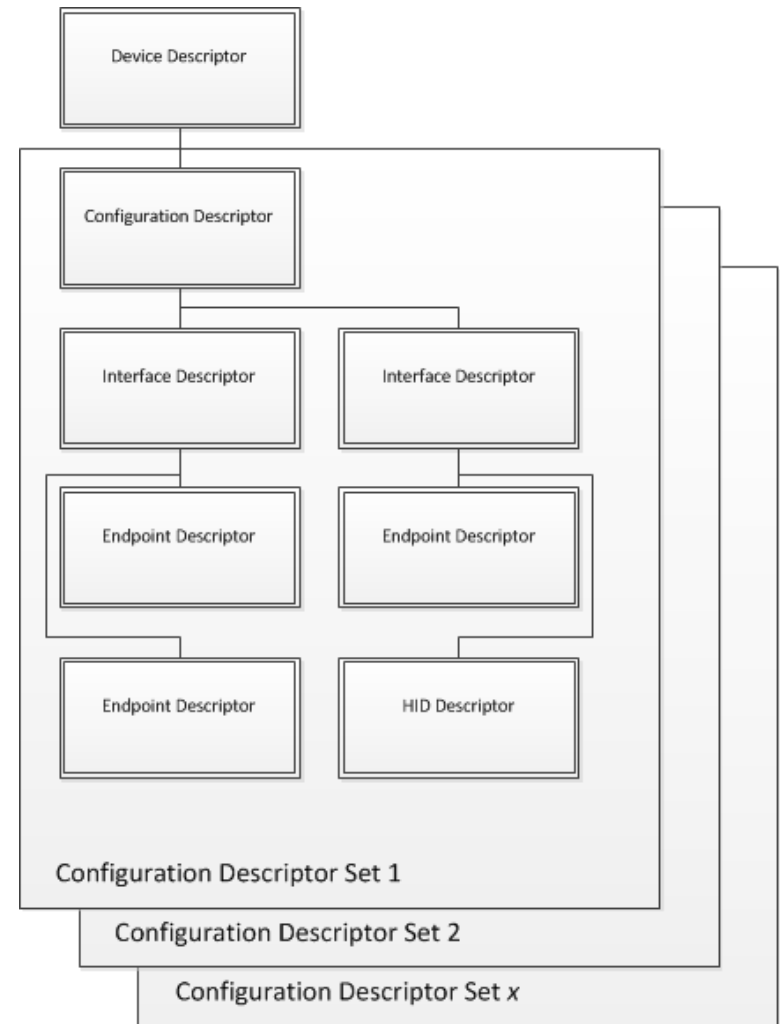 Device Descriptor
Configuration Descriptor
Interface Descriptor
Interface Descriptor
Endpoint Descriptor
Endpoint Descriptor
Endpoint Descriptor
HID Descriptor
Configuration Descriptor Set 1
Configuration Descriptor Set 2
Configuration Descriptor Set x